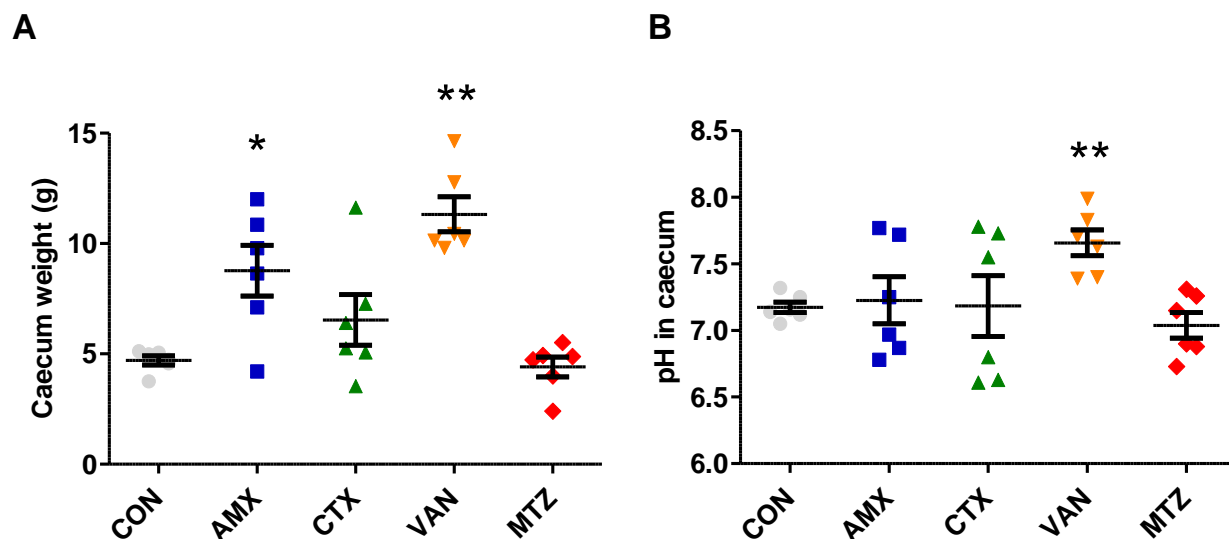 A
Caecum weight (g)
15
10
5
0
*
**
CON
AMX
CTX
VAN
MTZ
B
pH in caecum
8.5
8.0
7.5
7.0
6.5
6.0
**
CON
AMX
CTX
VAN
MTZ